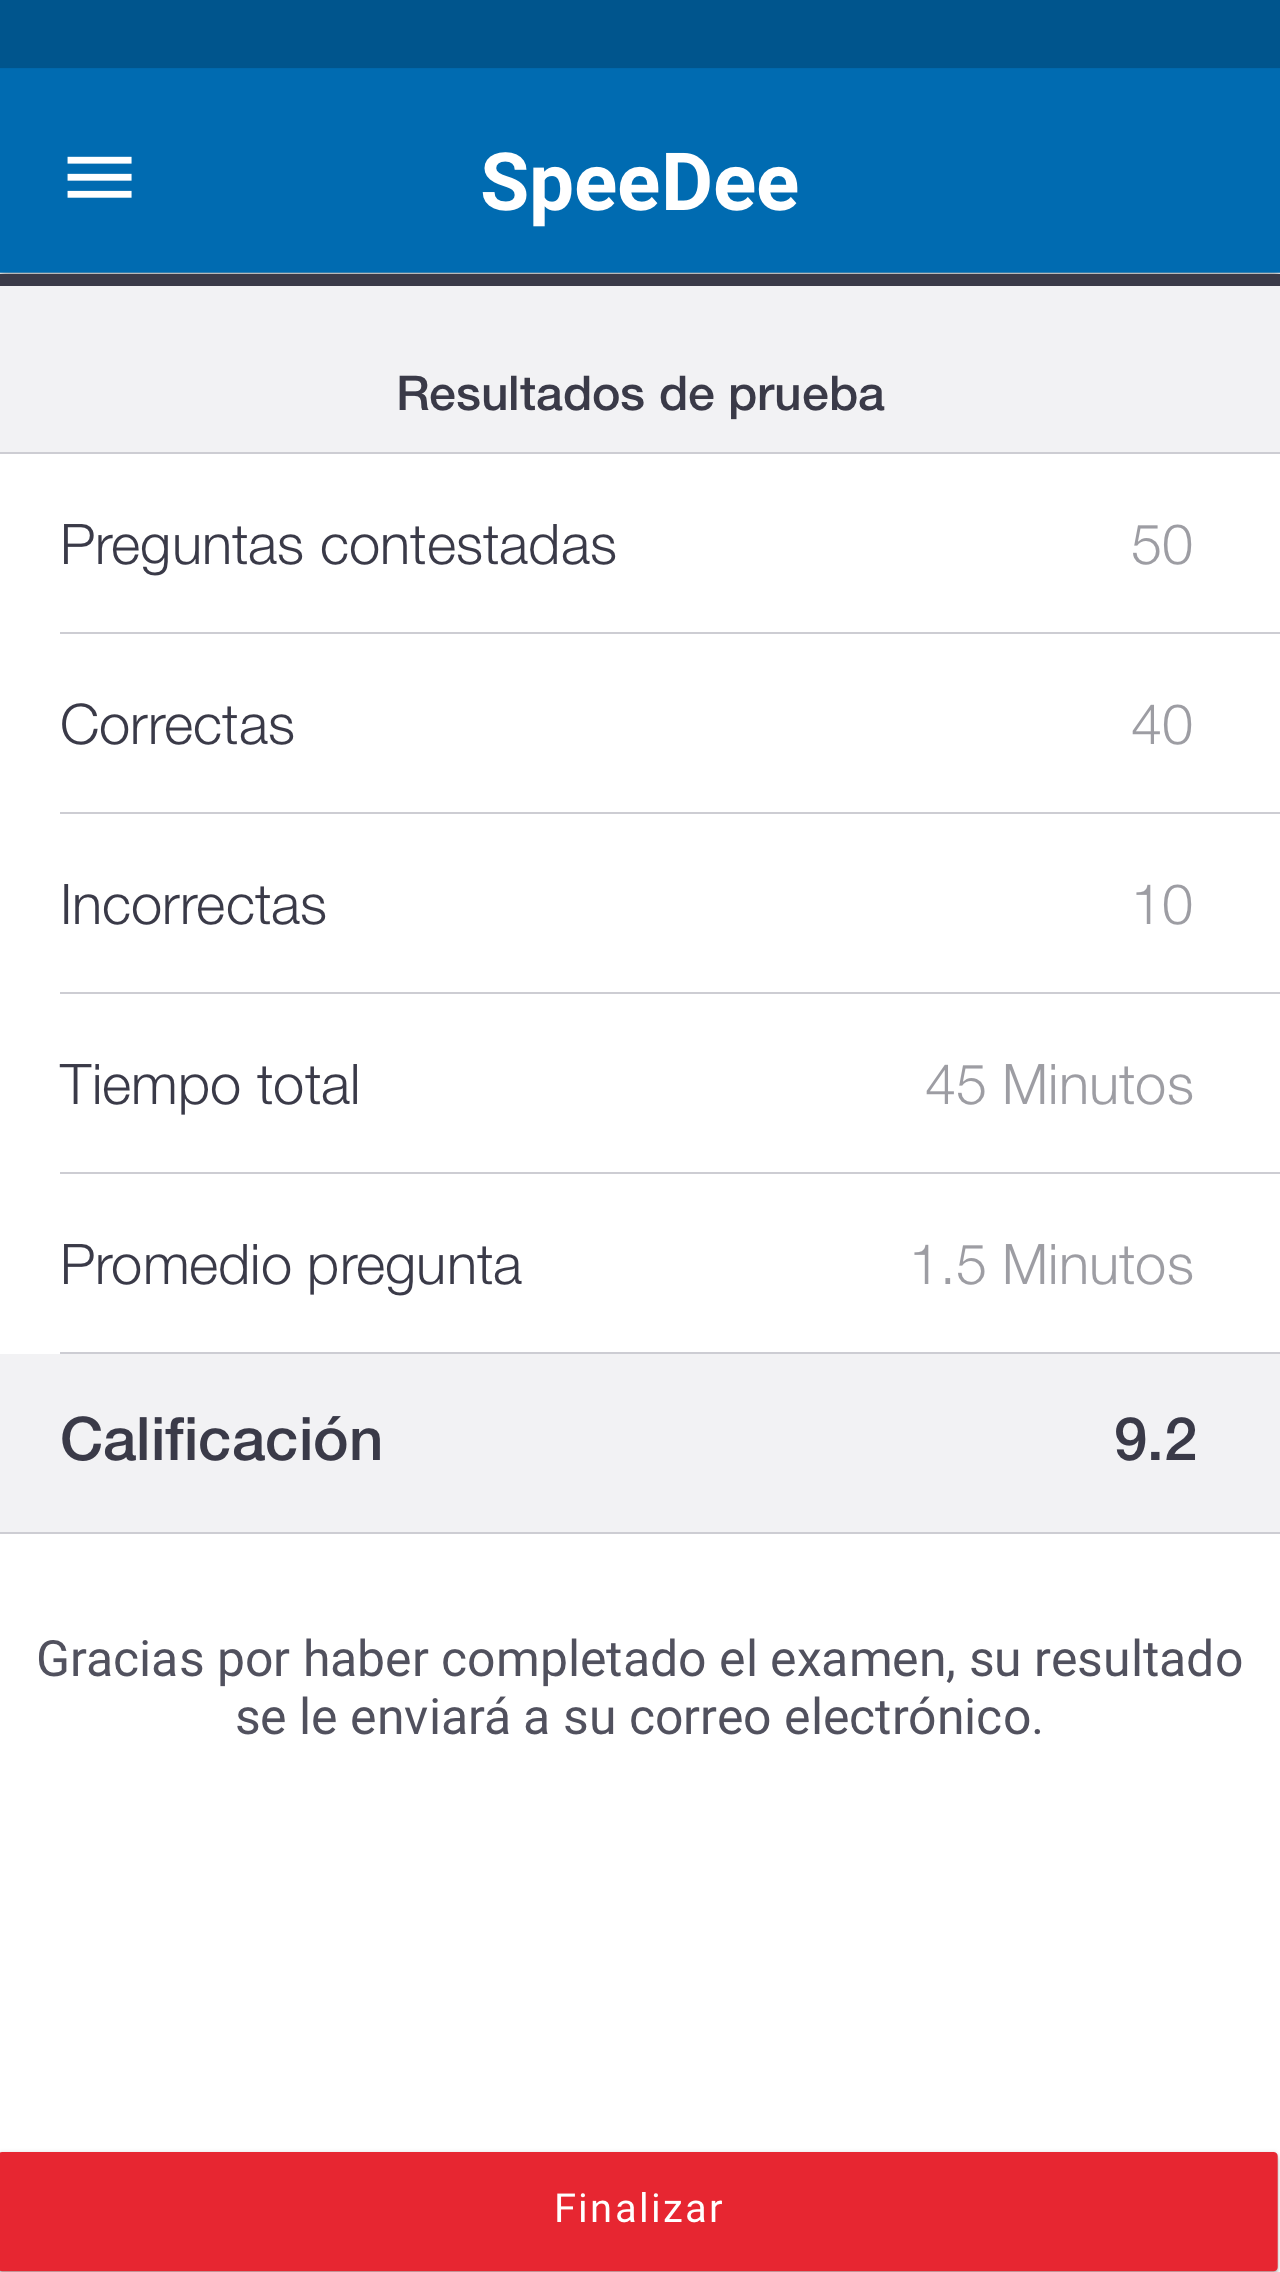 SpeeDee
Resultados de prueba
Preguntas contestadas 50
Correctas 40
Incorrectas 10
Tiempo total 45 Minutos
Promedio pregunta 1.5 Minutos
Calificación 9.2
Gracias por haber completado el examen, su resultado
se le enviará a su correo electrónico.
Finalizar